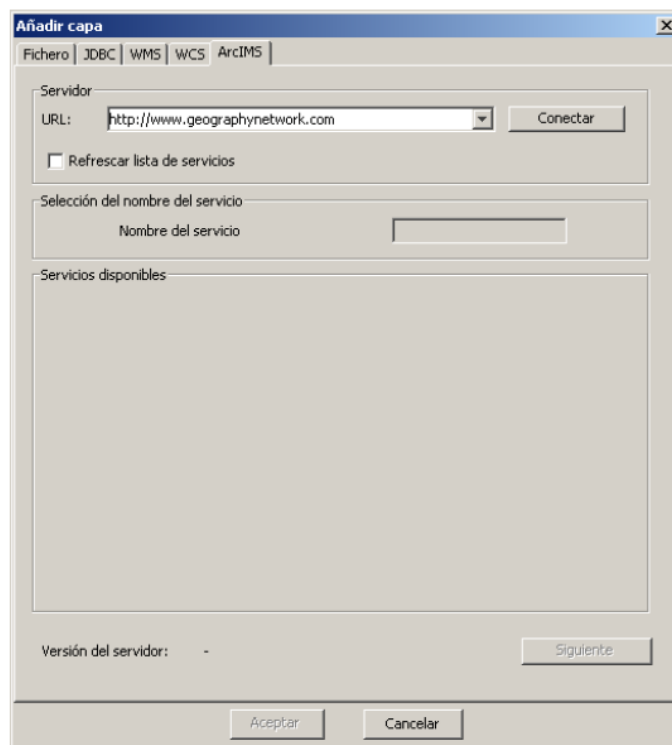 Añadir capa
Fichero JDBC WMS WCS ArcIMS
Servidor
URL: http://www.geographynetwork.com Conectar
Refrescar lista de servicios
Selección del nombre del servicio
Nombre del servicio
Servicios disponibles
Versión del servidor: - Siguiente
Aceptar Cancelar